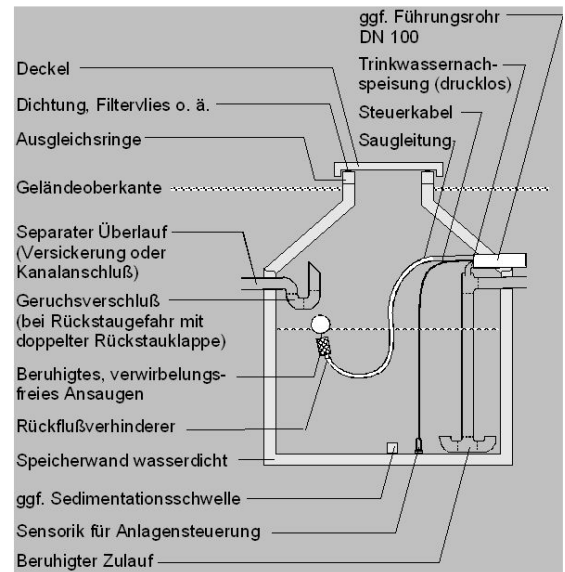 ggf. Führungsrohr
DN 100
Trinkwassernach-
speisung (drucklos)
Steuerkabel
Saugleitung
Deckel
Dichtung, Filtervlies o. ä.
Ausgleichsringe
Geländeoberkante
Separater Überlauf
(Versickerung oder
Kanalanschluß)
Geruchsverschluß
(bei Rückstaugefahr mit
doppelter Rückstauklappe)
Beruhigtes, verwirbelungs-
freies Ansaugen
Rückflußverhinderer
Speicherwand wasserdicht
ggf. Sedimentationsschwelle
Sensorik für Anlagensteuerung
Beruhigter Zulauf